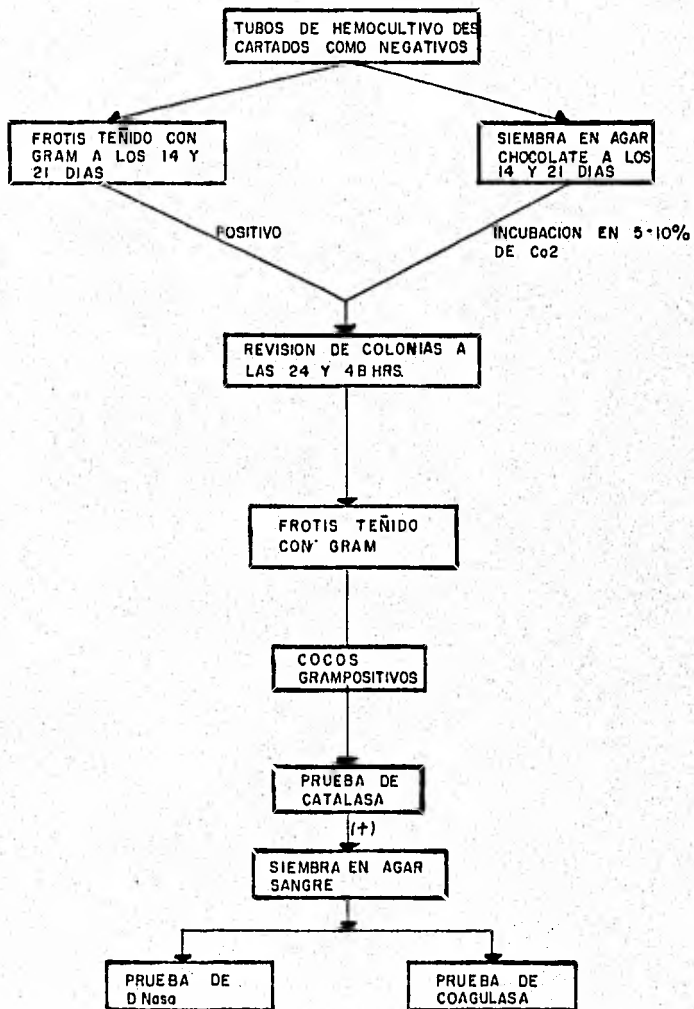 TUBOS DE HEMOCULTIVO DES
CARTADOS COMO NEGATIVOS
FROTIS TEÑIDO CON
GRAM A LOS 14 Y
21 DIAS
SIEMBRA EN AGAR
CHOCOLATE A LOS
14 Y 21 DIAS
POSITIVO
INCUBACION EN 5-10%
DE Co2
REVISION DE COLONIAS A
LAS 24 Y 48 HRS.
FROTIS TEÑIDO
CON GRAM
COCOS
GRAMPOSITIVOS
PRUEBA DE
CATALASA
(+)
SIEMBRA EN AGAR
SANGRE
PRUEBA DE
D Nasa
PRUEBA DE
COAGULASA